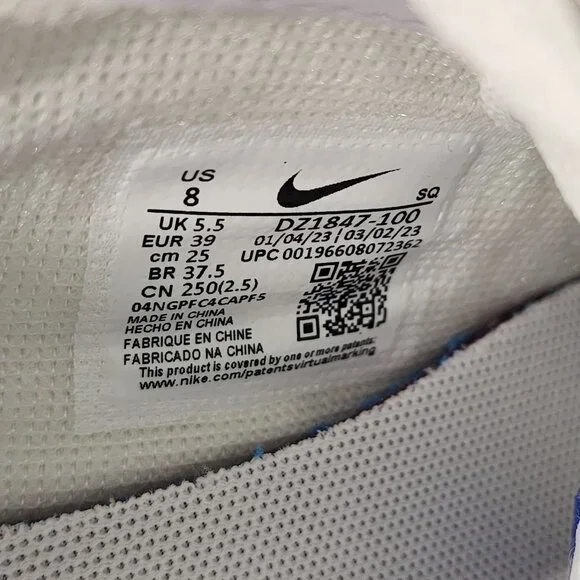 US
8
SQ
UK 5.5 DZ1847-100
EUR 39 01/04/23 | 03/02/23
cm 25 UPC 00196608072362
BR 37.5
CN 250(2.5)
04NGPFC4CAPF5
MADE IN CHINA
HECHO EN CHINA
FABRIQUE EN CHINE
FABRICADO NA CHINA
This product is covered by one or more patents:
www.nike.com/patentsvirtualmarking